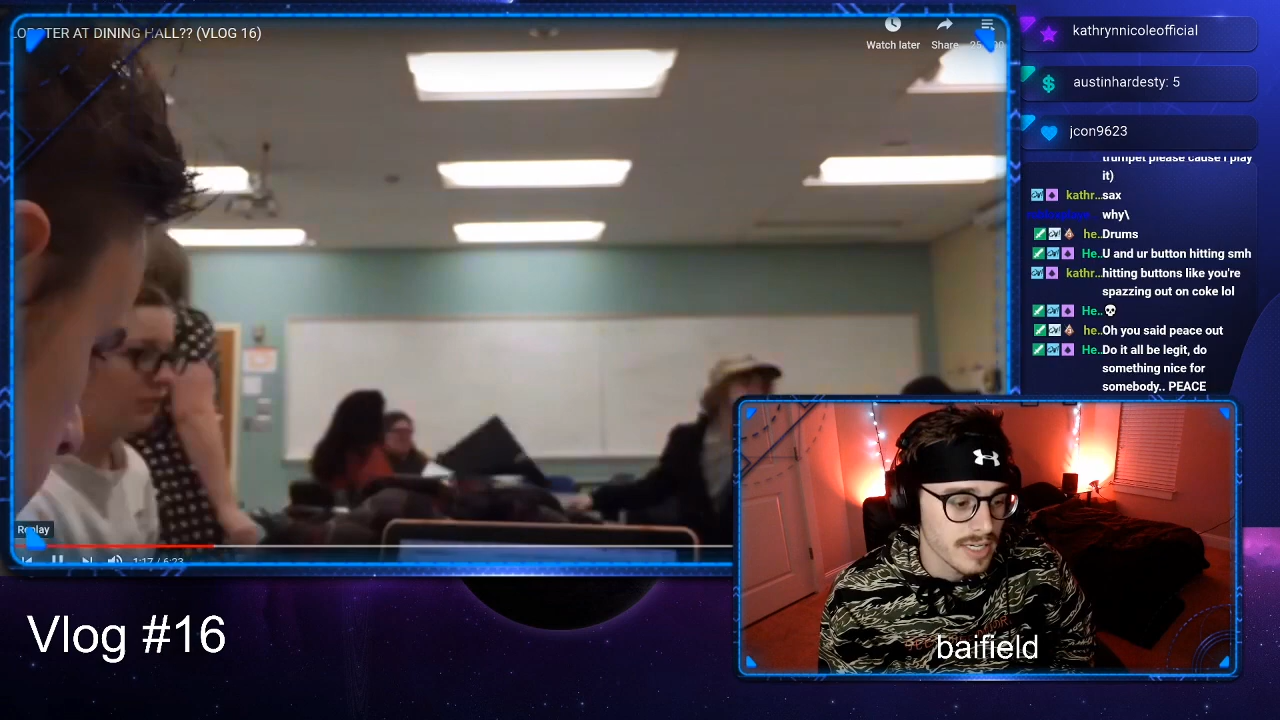 LOBSTER AT DINING HALL?? (VLOG 16)
Watch later
Share
kathrynnicoleofficial
austinhardesty: 5
jcon9623
trumpet please cause I play
it)
kathr.. sax
why\
he.. Drums
He.. U and ur button hitting smh
kathr.. hitting buttons like you're
spazzing out on coke lol
He.. 💀
he.. Oh you said peace out
He.. Do it all be legit, do
something nice for
somebody.. PEACE
Replay
1:17 / 6:23
Vlog #16
baifield